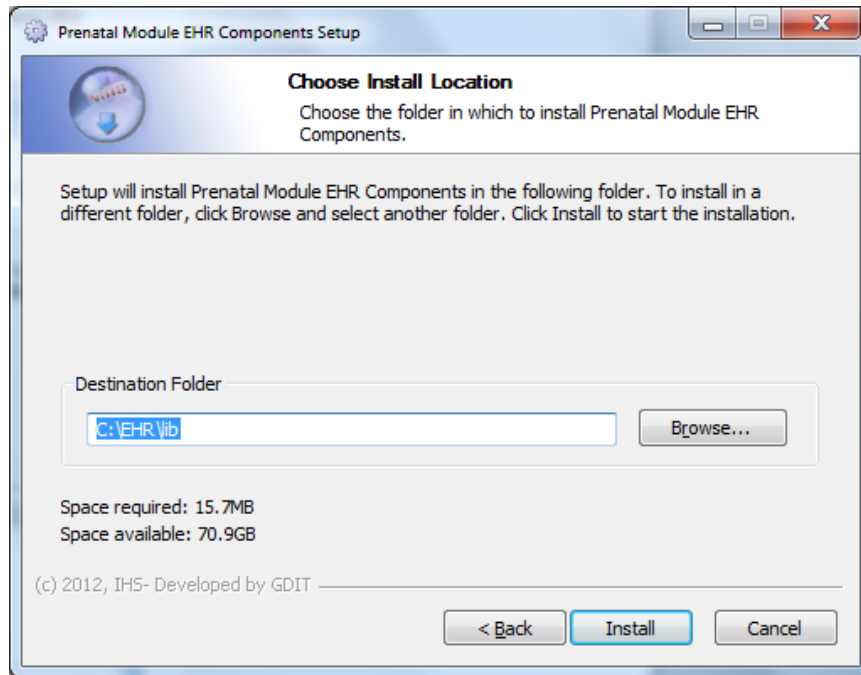 Prenatal Module EHR Components Setup
Choose Install Location
Choose the folder in which to install Prenatal Module EHR
Components.
Setup will install Prenatal Module EHR Components in the following folder. To install in a
different folder, click Browse and select another folder. Click Install to start the installation.
Destination Folder
C:\EHR\lib
Browse...
Space required: 15.7MB
Space available: 70.9GB
(c) 2012, IHS- Developed by GDIT
< Back
Install
Cancel